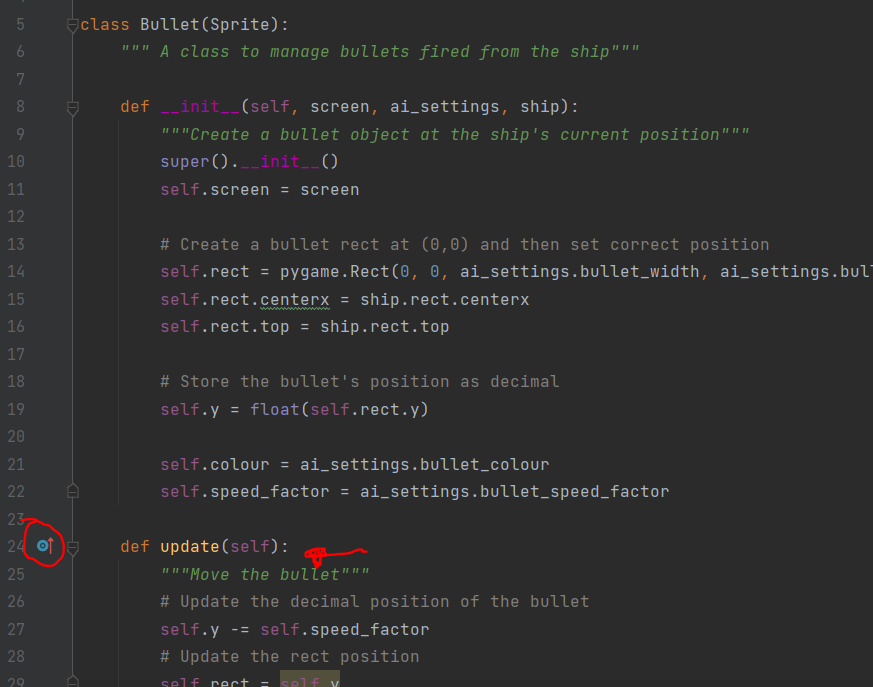 5 class Bullet(Sprite):
6 """ A class to manage bullets fired from the ship"""
7
8 def __init__(self, screen, ai_settings, ship):
9 """Create a bullet object at the ship's current position"""
10 super().__init__()
11 self.screen = screen
12
13 # Create a bullet rect at (0,0) and then set correct position
14 self.rect = pygame.Rect(0, 0, ai_settings.bullet_width, ai_settings.bul
15 self.rect.centerx = ship.rect.centerx
16 self.rect.top = ship.rect.top
17
18 # Store the bullet's position as decimal
19 self.y = float(self.rect.y)
20
21 self.colour = ai_settings.bullet_colour
22 self.speed_factor = ai_settings.bullet_speed_factor
23
24 def update(self):
25 """Move the bullet"""
26 # Update the decimal position of the bullet
27 self.y -= self.speed_factor
28 # Update the rect position
29 self.rect = self.y